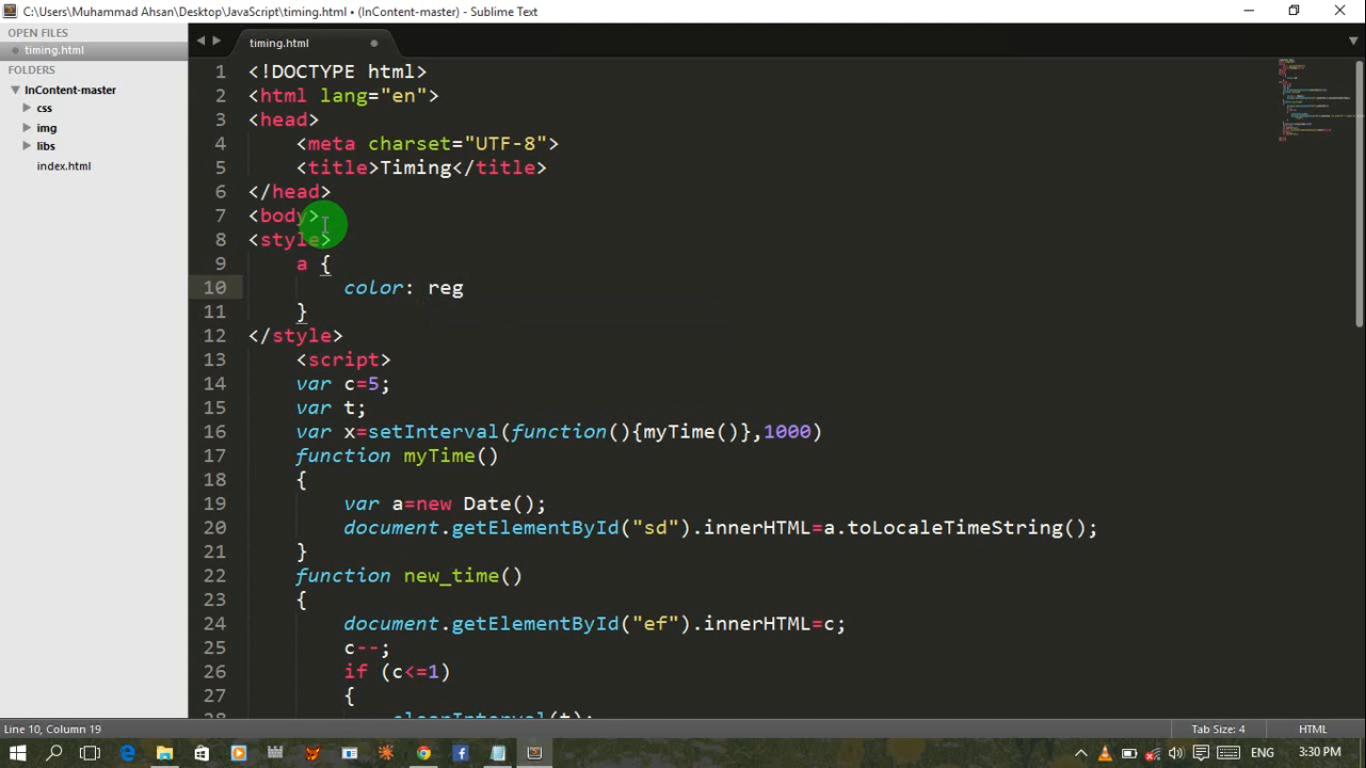 C:\Users\Muhammad Ahsan\Desktop\JavaScript\timing.html • (InContent-master) - Sublime Text
OPEN FILES
timing.html
FOLDERS
InContent-master
css
img
libs
index.html
timing.html
1 <!DOCTYPE html>
2 <html lang="en">
3 <head>
4 <meta charset="UTF-8">
5 <title>Timing</title>
6 </head>
7 <body>
8 <style>
9 a {
10 color: reg
11 }
12 </style>
13 <script>
14 var c=5;
15 var t;
16 var x=setInterval(function(){myTime()},1000)
17 function myTime()
18 {
19 var a=new Date();
20 document.getElementById("sd").innerHTML=a.toLocaleTimeString();
21 }
22 function new_time()
23 {
24 document.getElementById("ef").innerHTML=c;
25 c--;
26 if (c<=1)
27 {
28 clearInterval(t);
Line 10, Column 19
Tab Size: 4
HTML
ENG
3:30 PM